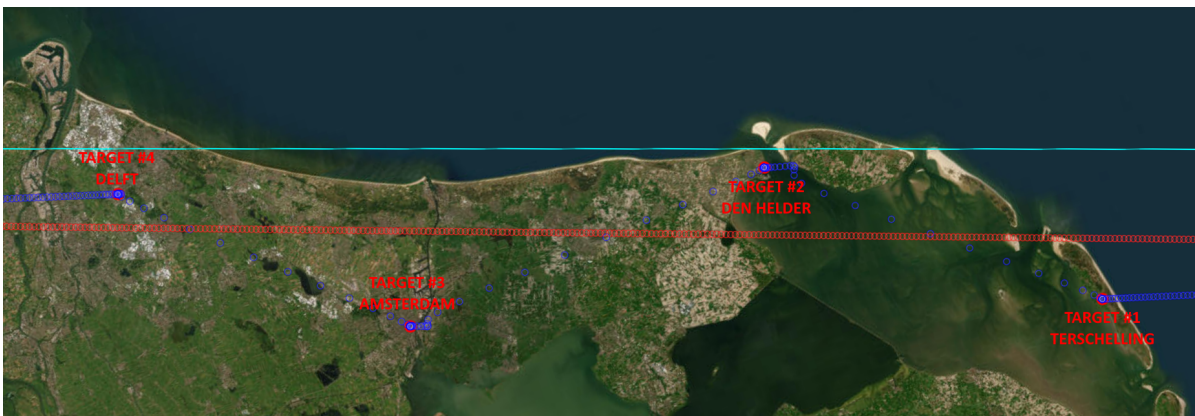 TARGET #4
DELFT
TARGET #2
DEN HELDER
TARGET #3
AMSTERDAM
TARGET #1
TERSCHELLING